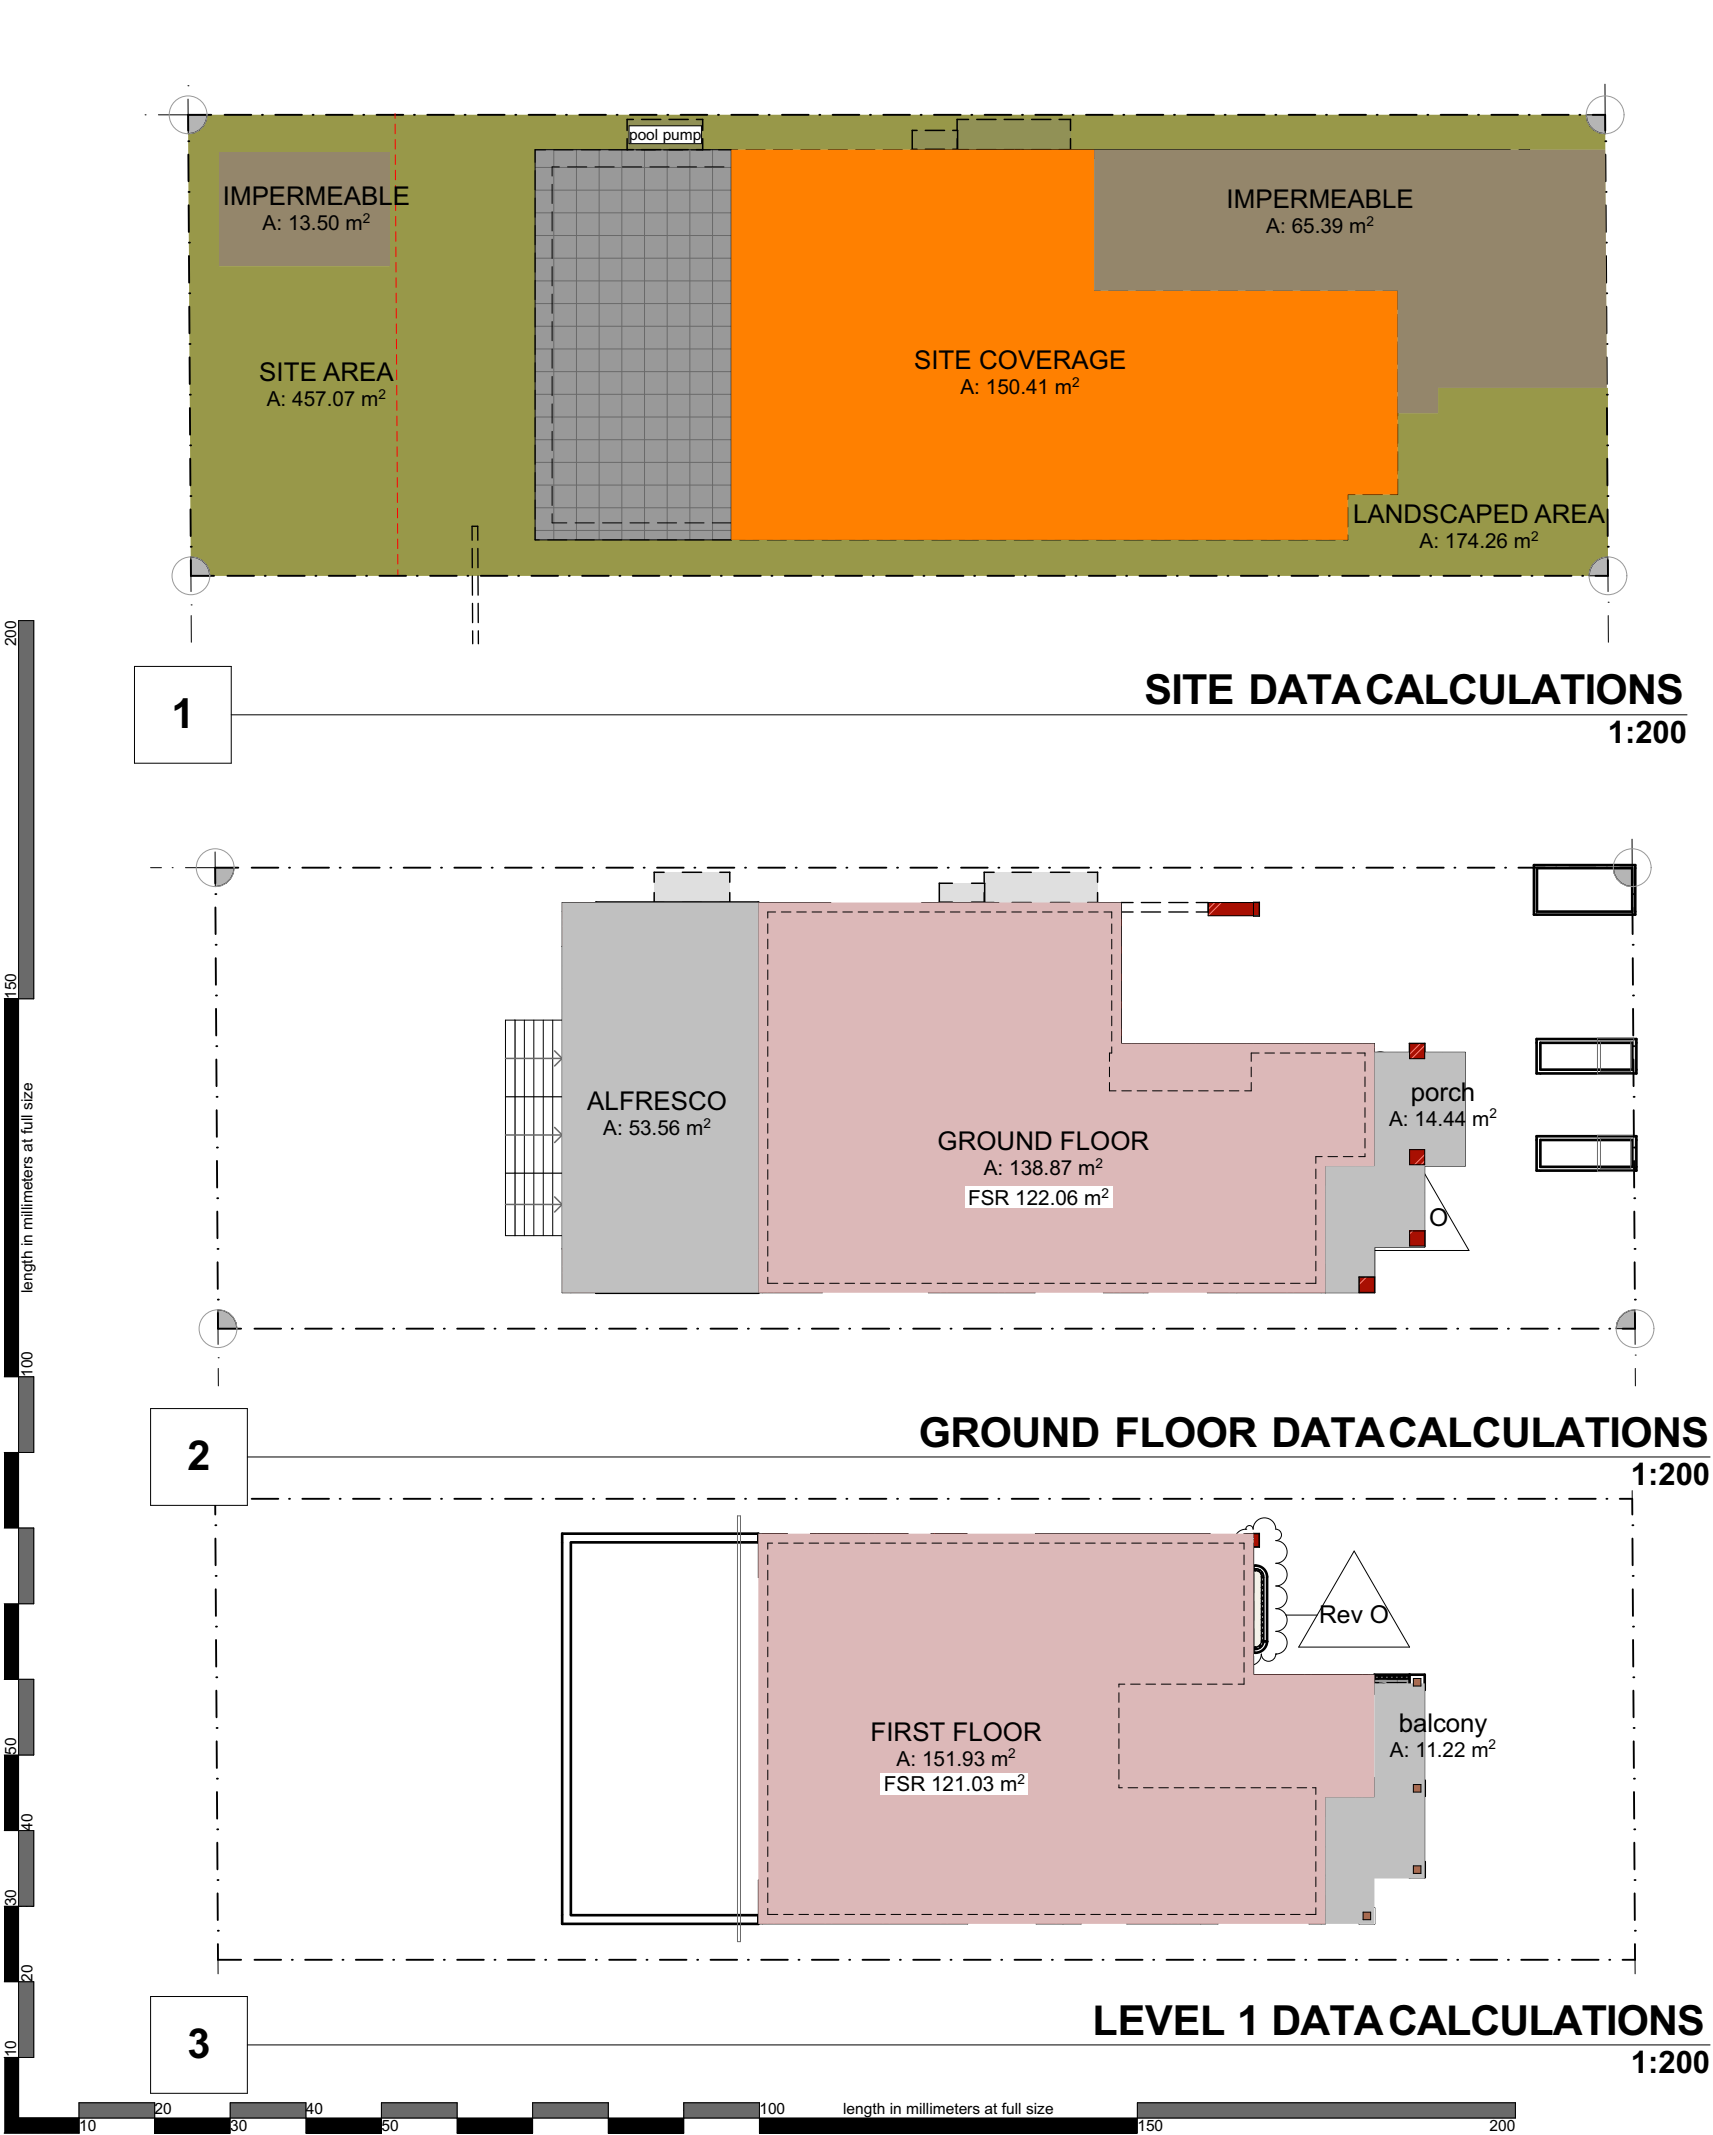 pool pump
IMPERMEABLE
A: 13.50 m²
IMPERMEABLE
A: 65.39 m²
SITE AREA
A: 457.07 m²
SITE COVERAGE
A: 150.41 m²
LANDSCAPED AREA
A: 174.26 m²
1
SITE DATA CALCULATIONS
1:200
ALFRESCO
A: 53.56 m²
GROUND FLOOR
A: 138.87 m²
FSR 122.06 m²
porch
A: 14.44 m²
O
2
GROUND FLOOR DATA CALCULATIONS
1:200
FIRST FLOOR
A: 151.93 m²
FSR 121.03 m²
Rev O
balcony
A: 11.22 m²
3
LEVEL 1 DATA CALCULATIONS
1:200
200
150
length in millimeters at full size
100
50
40
30
20
10
10
20
30
40
50
100
length in millimeters at full size
150
200